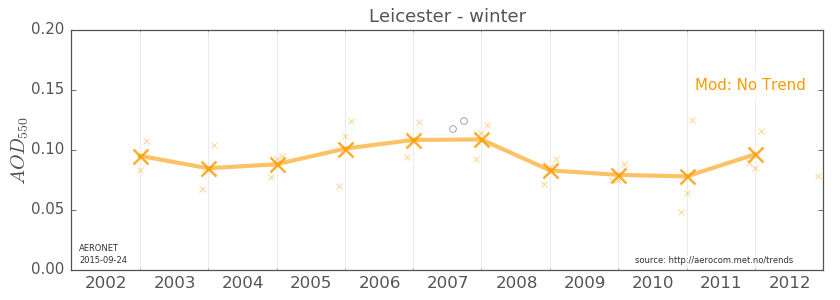 Leicester - winter
0.20
0.15
0.10
0.05
0.00
AOD550
Mod: No Trend
AERONET
2015-09-24
source: http://aerocom.met.no/trends
2002 2003 2004 2005 2006 2007 2008 2009 2010 2011 2012